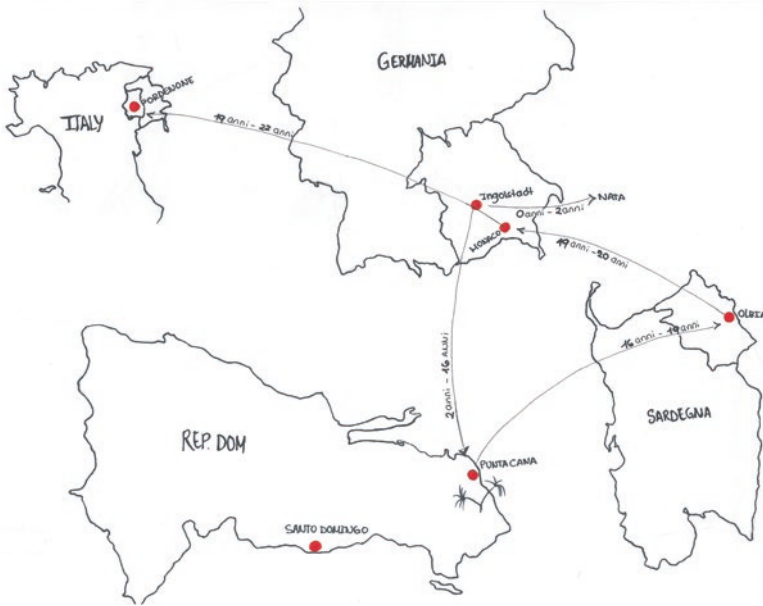 GERMANIA
PORDENONE
ITALY
19 anni - 22 anni
Ingolstadt
NATA
0 anni - 2 anni
MONACO
19 anni - 20 anni
OLBIA
16 anni - 19 anni
2 anni - 16 anni
SARDEGNA
REP. DOM
PUNTA CANA
SANTO DOMINGO